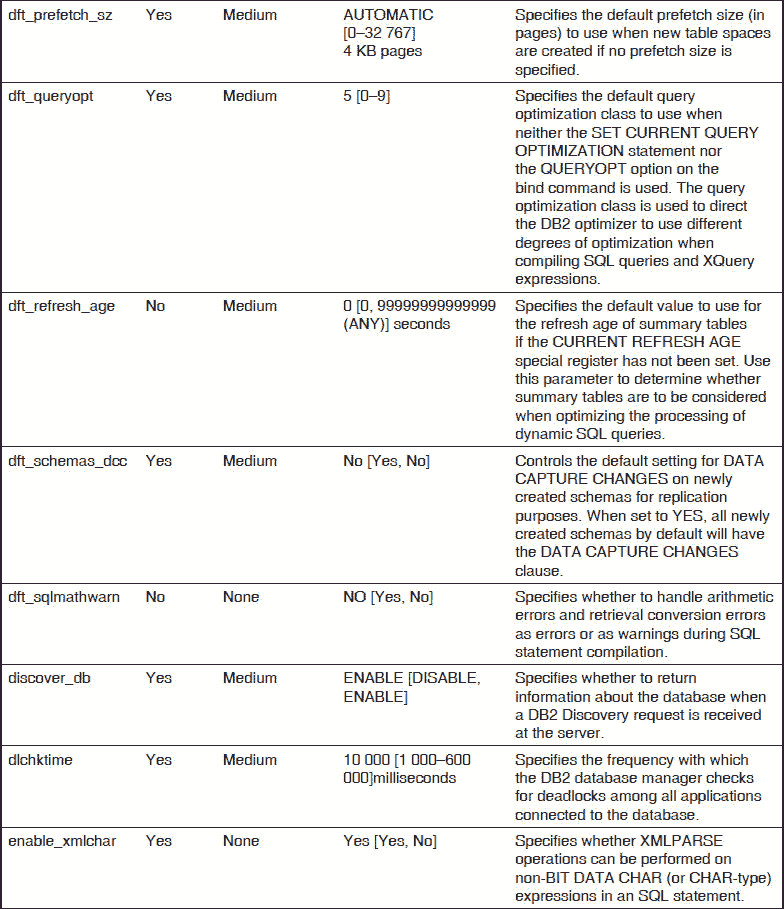 dft_prefetch_sz Yes Medium AUTOMATIC Specifies the default prefetch size (in
[0–32 767] pages) to use when new table spaces
4 KB pages are created if no prefetch size is
specified.
dft_queryopt Yes Medium 5 [0–9] Specifies the default query
optimization class to use when
neither the SET CURRENT QUERY
OPTIMIZATION statement nor
the QUERYOPT option on the
bind command is used. The query
optimization class is used to direct
the DB2 optimizer to use different
degrees of optimization when
compiling SQL queries and XQuery
expressions.
dft_refresh_age No Medium 0 [0, 99999999999999 Specifies the default value to use for
(ANY)] seconds the refresh age of summary tables
if the CURRENT REFRESH AGE
special register has not been set. Use
this parameter to determine whether
summary tables are to be considered
when optimizing the processing of
dynamic SQL queries.
dft_schemas_dcc Yes Medium No [Yes, No] Controls the default setting for DATA
CAPTURE CHANGES on newly
created schemas for replication
purposes. When set to YES, all newly
created schemas by default will have
the DATA CAPTURE CHANGES
clause.
dft_sqlmathwarn No None NO [Yes, No] Specifies whether to handle arithmetic
errors and retrieval conversion errors
as errors or as warnings during SQL
statement compilation.
discover_db Yes Medium ENABLE [DISABLE, Specifies whether to return
ENABLE] information about the database when
a DB2 Discovery request is received
at the server.
dlchktime Yes Medium 10 000 [1 000–600 Specifies the frequency with which
000]milliseconds the DB2 database manager checks
for deadlocks among all applications
connected to the database.
enable_xmlchar Yes None Yes [Yes, No] Specifies whether XMLPARSE
operations can be performed on
non-BIT DATA CHAR (or CHAR-type)
expressions in an SQL statement.